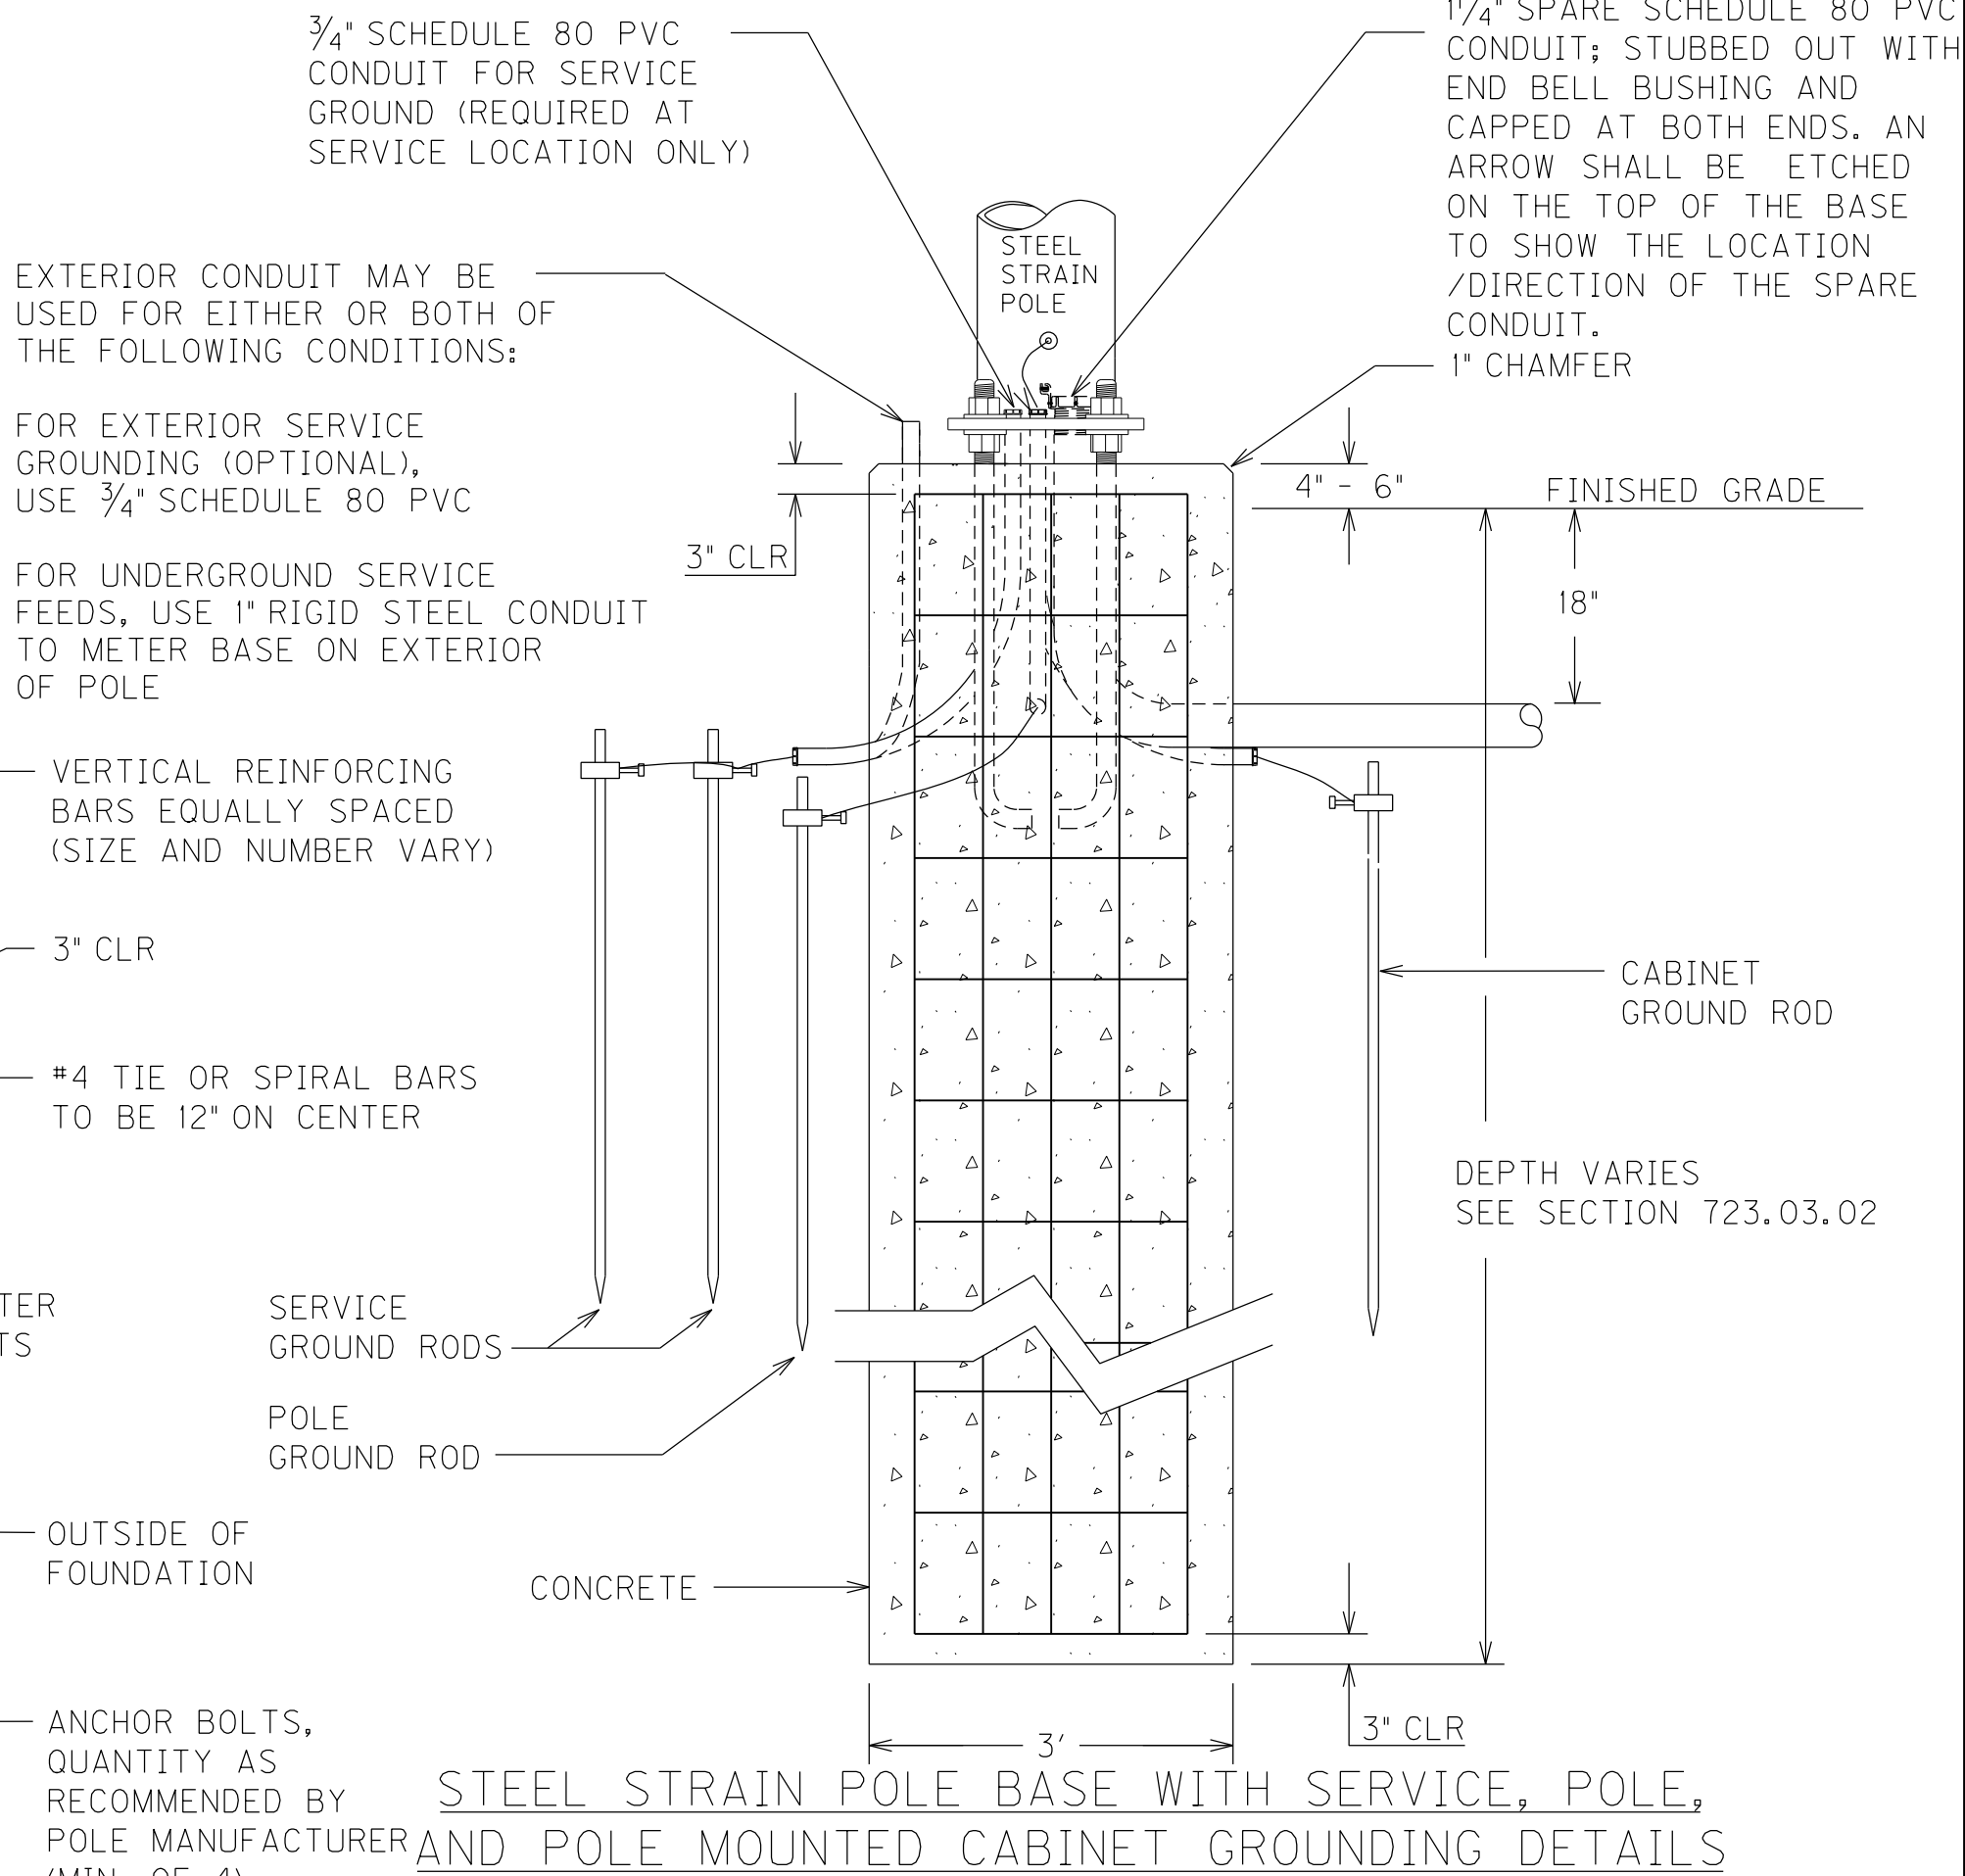 ¾" SCHEDULE 80 PVC
CONDUIT FOR SERVICE
GROUND (REQUIRED AT
SERVICE LOCATION ONLY)
1¼" SPARE SCHEDULE 80 PVC
CONDUIT; STUBBED OUT WITH
END BELL BUSHING AND
CAPPED AT BOTH ENDS. AN
ARROW SHALL BE ETCHED
ON THE TOP OF THE BASE
TO SHOW THE LOCATION
/DIRECTION OF THE SPARE
CONDUIT.
1" CHAMFER
STEEL
STRAIN
POLE
EXTERIOR CONDUIT MAY BE
USED FOR EITHER OR BOTH OF
THE FOLLOWING CONDITIONS:
FOR EXTERIOR SERVICE
GROUNDING (OPTIONAL),
USE ¾" SCHEDULE 80 PVC
FOR UNDERGROUND SERVICE
FEEDS, USE 1" RIGID STEEL CONDUIT
TO METER BASE ON EXTERIOR
OF POLE
3" CLR
4" - 6"
FINISHED GRADE
18"
VERTICAL REINFORCING
BARS EQUALLY SPACED
(SIZE AND NUMBER VARY)
3" CLR
#4 TIE OR SPIRAL BARS
TO BE 12" ON CENTER
CABINET
GROUND ROD
DEPTH VARIES
SEE SECTION 723.03.02
TER
TS
SERVICE
GROUND RODS
POLE
GROUND ROD
OUTSIDE OF
FOUNDATION
CONCRETE
ANCHOR BOLTS,
QUANTITY AS
RECOMMENDED BY
POLE MANUFACTURER
(MIN. OF 4)
3" CLR
3'
STEEL STRAIN POLE BASE WITH SERVICE, POLE,
AND POLE MOUNTED CABINET GROUNDING DETAILS